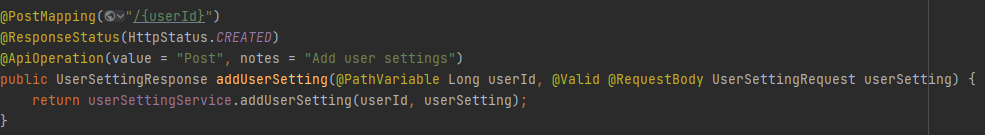 @PostMapping("/{userId}")
@ResponseStatus(HttpStatus.CREATED)
@ApiOperation(value = "Post", notes = "Add user settings")
public UserSettingResponse addUserSetting(@PathVariable Long userId, @Valid @RequestBody UserSettingRequest userSetting) {
    return userSettingService.addUserSetting(userId, userSetting);
}